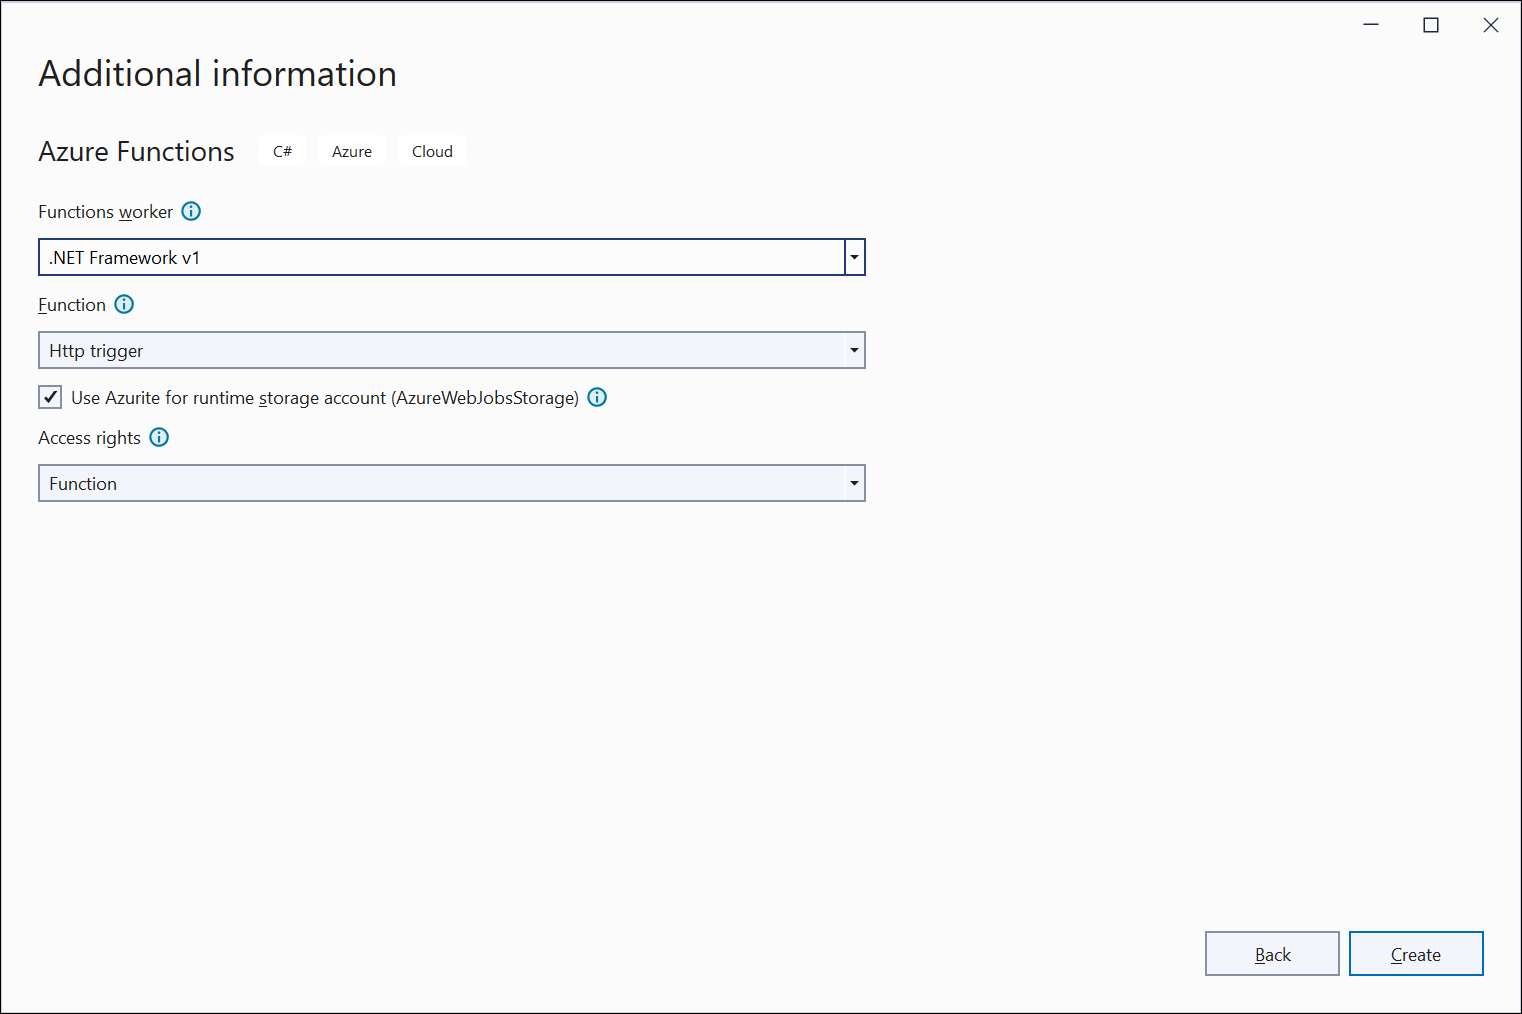 Additional information
Azure Functions C# Azure Cloud
Functions worker
.NET Framework v1
Function
Http trigger
Use Azurite for runtime storage account (AzureWebJobsStorage)
Access rights
Function
Back Create